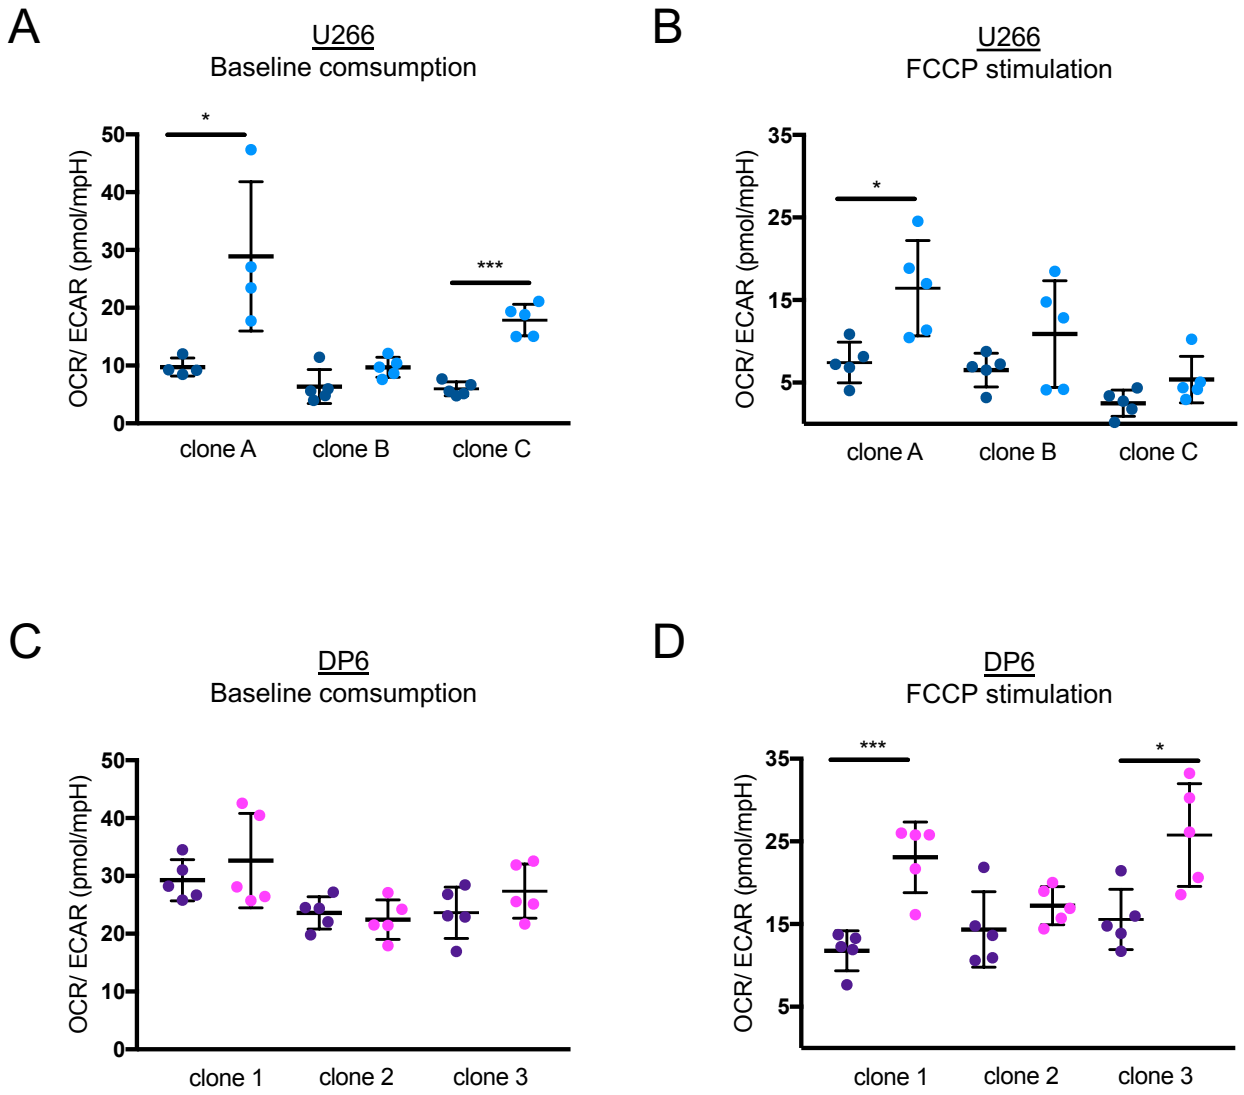 A
U266
Baseline comsumption
OCR/ ECAR (pmol/mpH)
50
40
30
20
10
0
*
***
clone A
clone B
clone C
B
U266
FCCP stimulation
OCR/ ECAR (pmol/mpH)
35
25
15
5
*
clone A
clone B
clone C
C
DP6
Baseline comsumption
OCR/ ECAR (pmol/mpH)
50
40
30
20
10
0
clone 1
clone 2
clone 3
D
DP6
FCCP stimulation
OCR/ ECAR (pmol/mpH)
35
25
15
5
***
*
clone 1
clone 2
clone 3